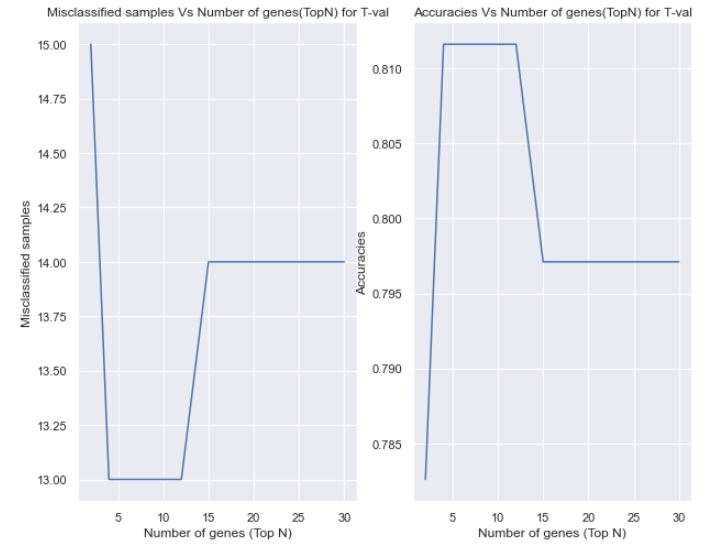 Misclassified samples Vs Number of genes(TopN) for T-val
15.00
14.75
14.50
14.25
14.00
13.75
13.50
13.25
13.00
Misclassified samples
5 10 15 20 25 30
Number of genes (Top N)
Accuracies Vs Number of genes(TopN) for T-val
0.810
0.805
0.800
0.795
0.790
0.785
Accuracies
5 10 15 20 25 30
Number of genes (Top N)